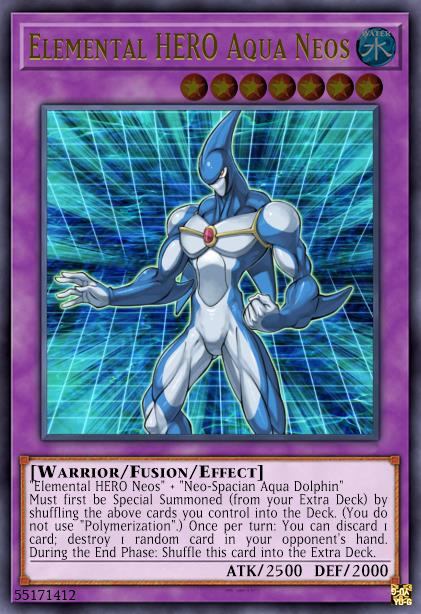 Elemental HERO Aqua Neos
WATER
水
[Warrior/Fusion/Effect]
"Elemental HERO Neos" + "Neo-Spacian Aqua Dolphin"
Must first be Special Summoned (from your Extra Deck) by
shuffling the above cards you control into the Deck. (You do
not use "Polymerization".) Once per turn: You can discard 1
card; destroy 1 random card in your opponent's hand.
During the End Phase: Shuffle this card into the Extra Deck.
ATK/2500 DEF/2000
55171412